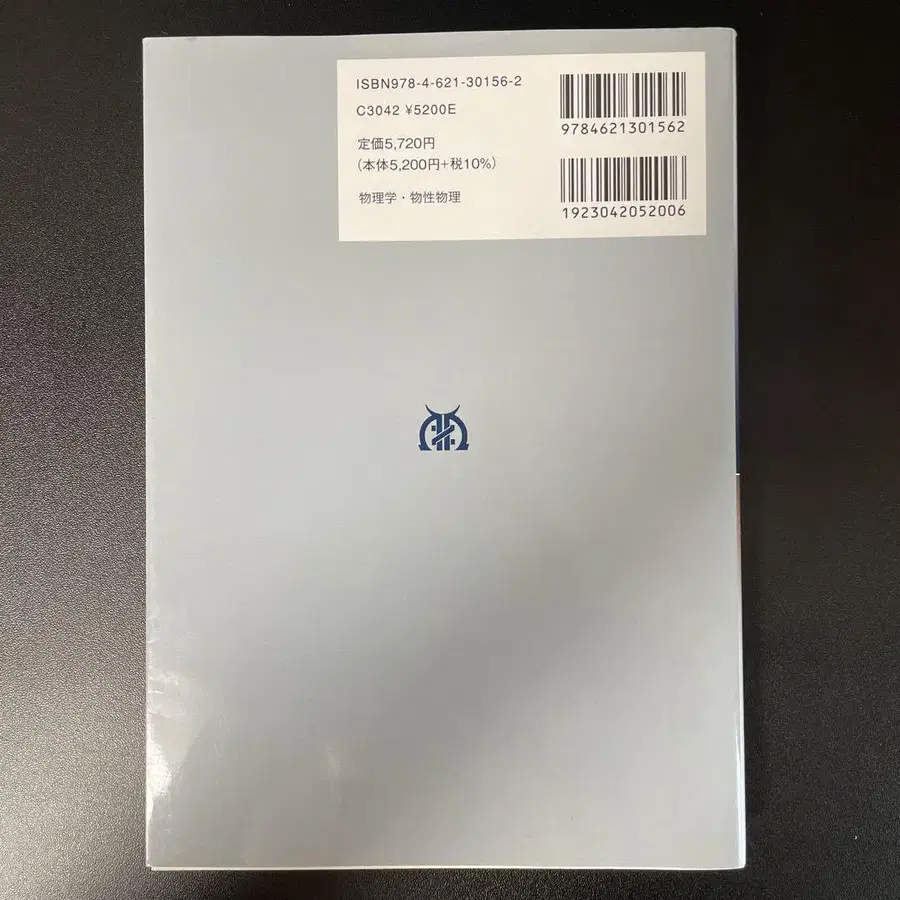 ISBN978-4-621-30156-2
C3042 ¥5200E
定価5,720円
(本体5,200円+税10%)
物理学・物性物理
9784621301562
1923042052006